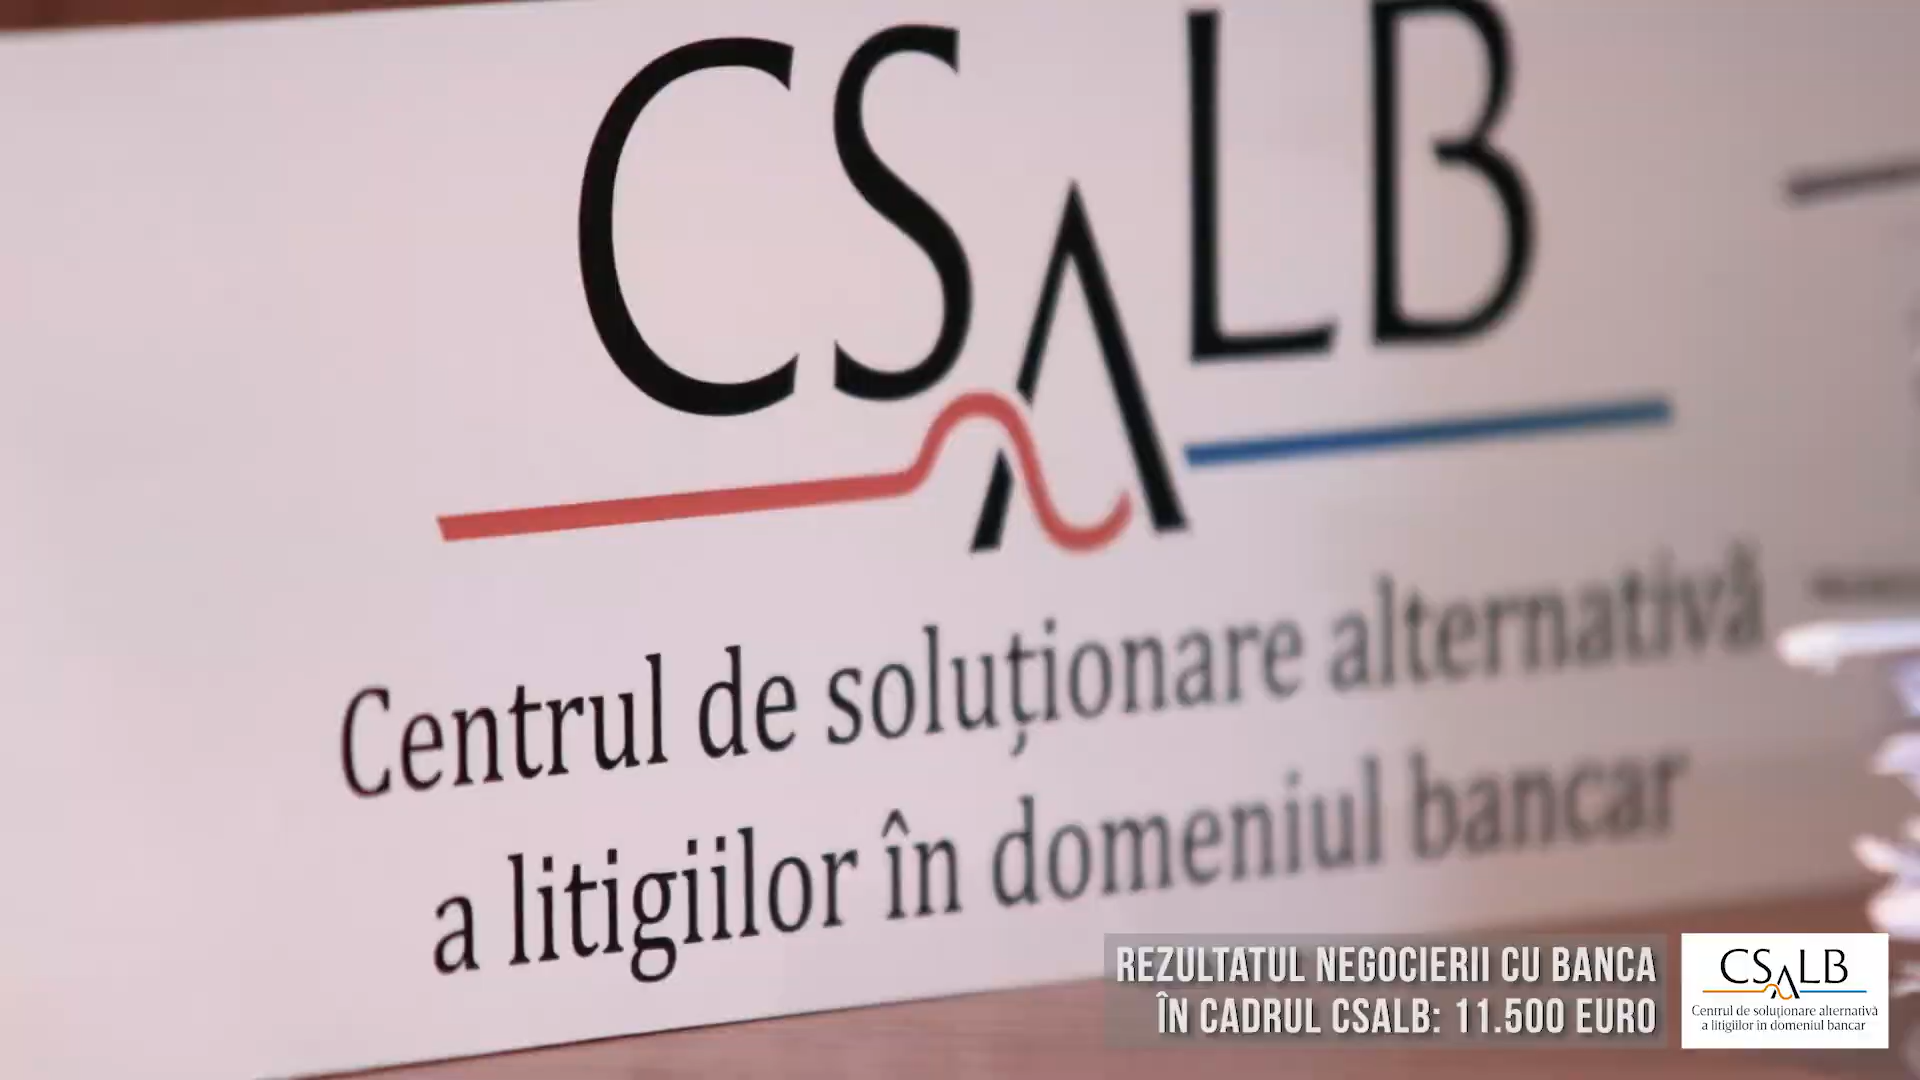 CSALB
Centrul de soluționare alternativă
a litigiilor în domeniul bancar
REZULTATUL NEGOCIERII CU BANCA
ÎN CADRUL CSALB: 11.500 EURO
CSALB
Centrul de soluționare alternativă
a litigiilor în domeniul bancar